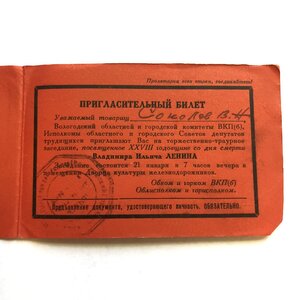 Пролетарии всех стран, соединяйтесь!
ПРИГЛАСИТЕЛЬНЫЙ БИЛЕТ
Уважаемый товарищ Соколов В.Н
Вологодский областной и городской комитеты ВКП(б),
Исполкомы областного и городского Советов депутатов
трудящихся приглашают Вас на торжественно-траурное
заседание, посвященное XXVIII годовщине со дня смерти
Владимира Ильича ЛЕНИНА
Заседание состоится 21 января в 7 часов вечера в
помещении Дворца культуры железнодорожников.
Обком и горком ВКП(б)
Облисполком и горисполком.
Предъявление документа, удостоверяющего личность, ОБЯЗАТЕЛЬНО.